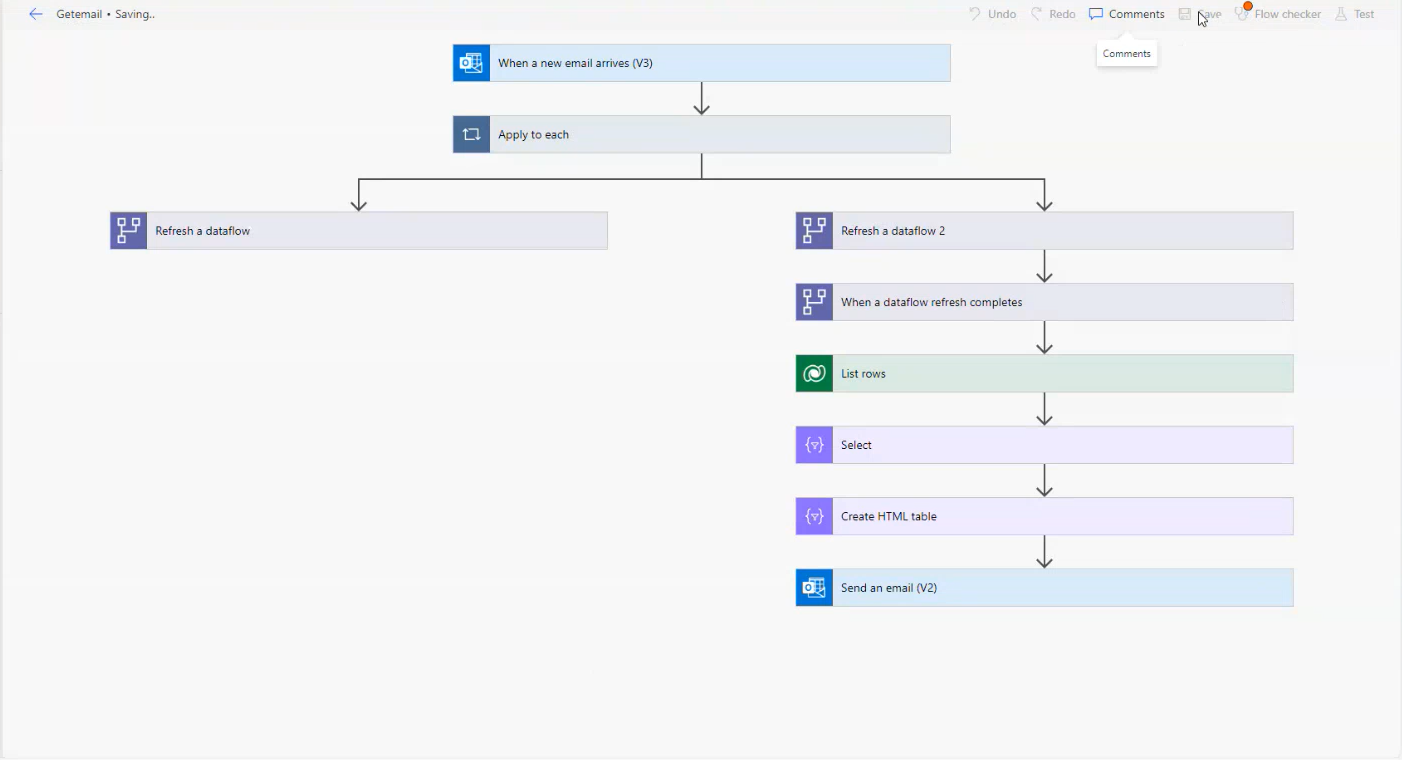 Getemail • Saving..
Undo Redo Comments Save Flow checker Test
Comments
When a new email arrives (V3)
Apply to each
Refresh a dataflow
Refresh a dataflow 2
When a dataflow refresh completes
List rows
Select
Create HTML table
Send an email (V2)